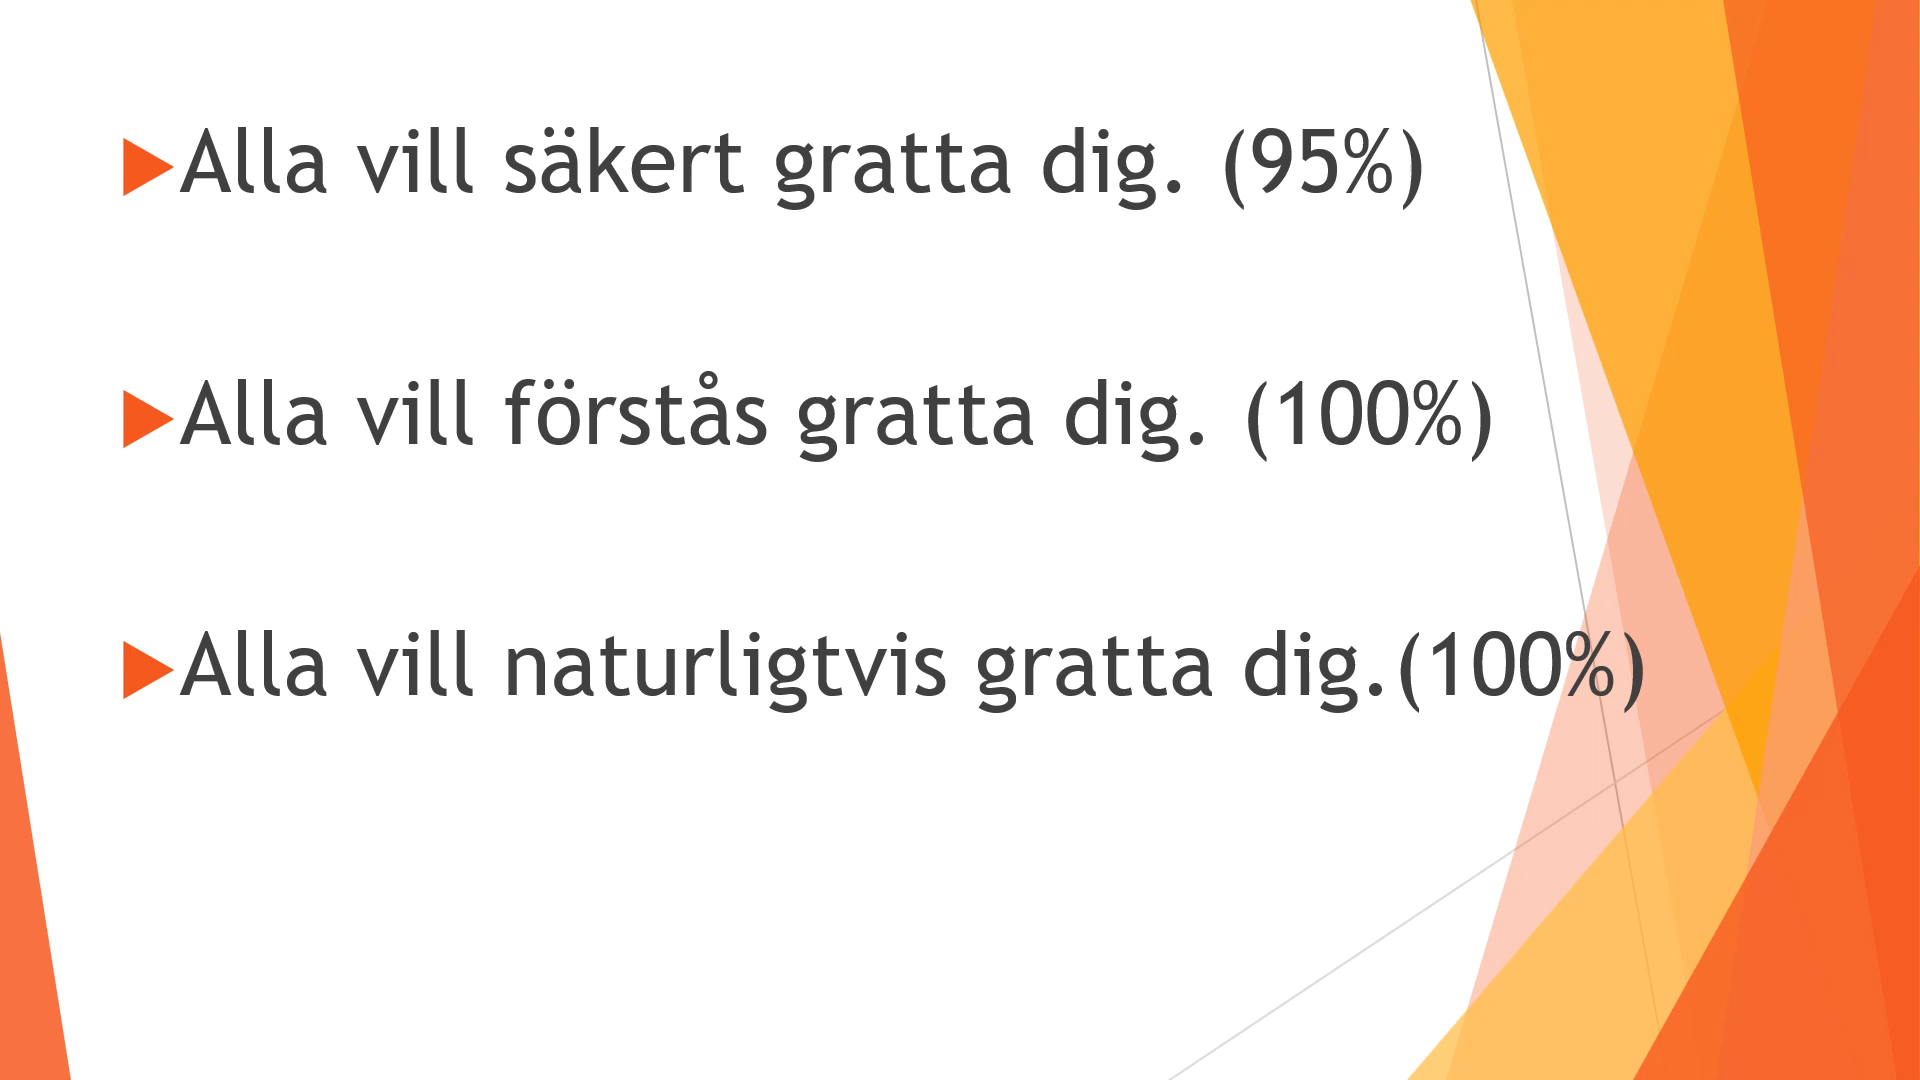 Alla vill säkert gratta dig. (95%)
Alla vill förstås gratta dig. (100%)
Alla vill naturligtvis gratta dig.(100%)